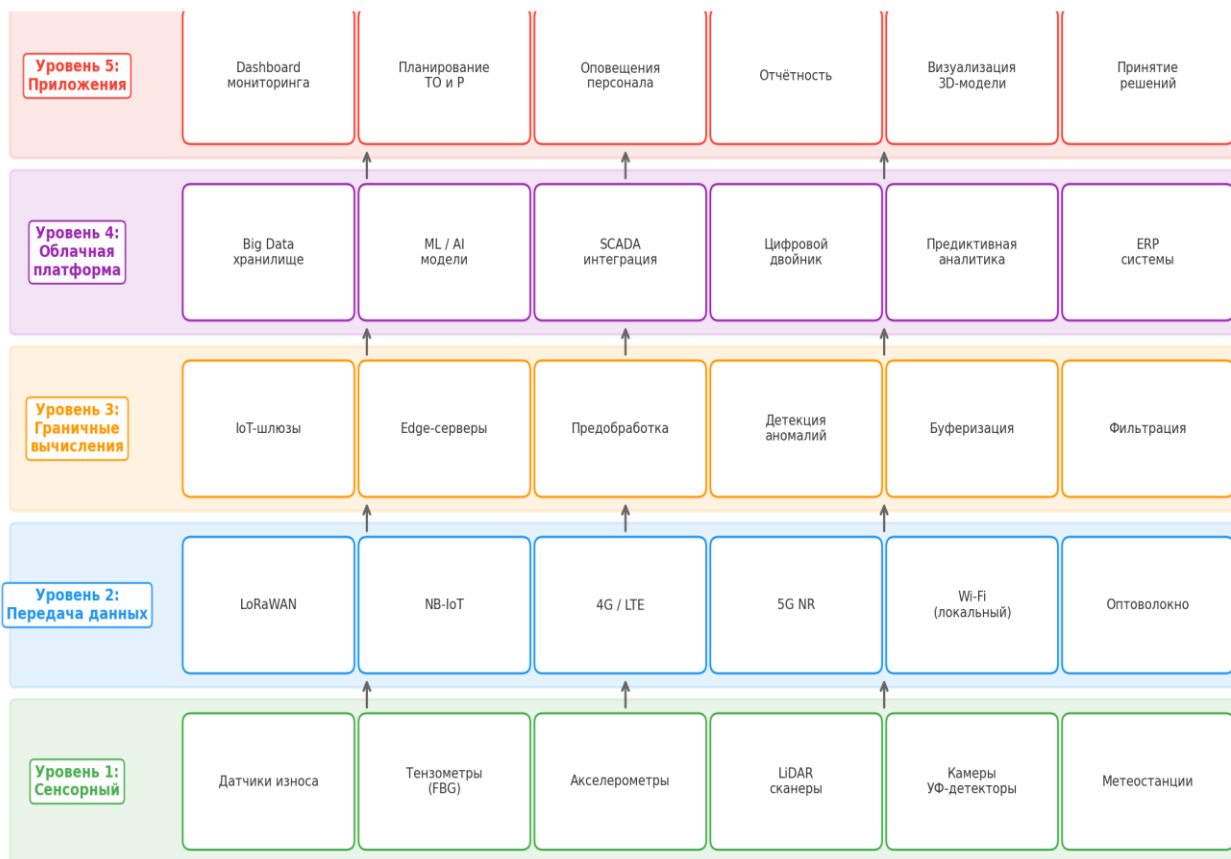 Уровень 5:
Приложения
Dashboard
мониторинга
Планирование
ТО и Р
Оповещения
персонала
Отчётность
Визуализация
3D-модели
Принятие
решений
Уровень 4:
Облачная
платформа
Big Data
хранилище
ML / AI
модели
SCADA
интеграция
Цифровой
двойник
Предиктивная
аналитика
ERP
системы
Уровень 3:
Граничные
вычисления
IoT-шлюзы
Edge-серверы
Предобработка
Детекция
аномалий
Буферизация
Фильтрация
Уровень 2:
Передача данных
LoRaWAN
NB-IoT
4G / LTE
5G NR
Wi-Fi
(локальный)
Оптоволокно
Уровень 1:
Сенсорный
Датчики износа
Тензометры
(FBG)
Акселерометры
LiDAR
сканеры
Камеры
УФ-детекторы
Метеостанции